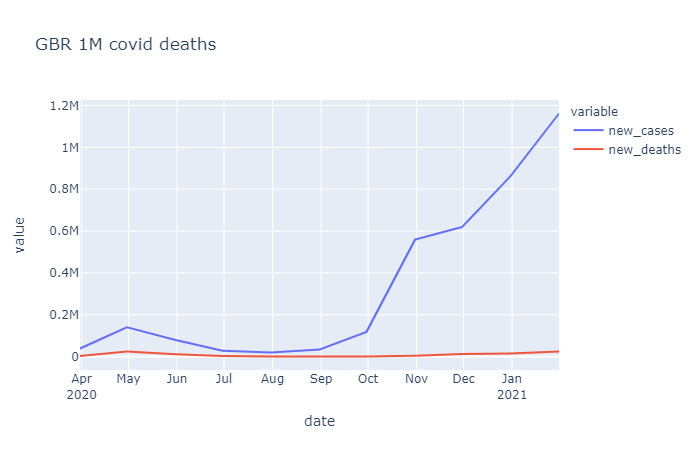 GBR 1M covid deaths
variable
new_cases
new_deaths
value
1.2M
1M
0.8M
0.6M
0.4M
0.2M
0
Apr May Jun Jul Aug Sep Oct Nov Dec Jan
2020 2021
date